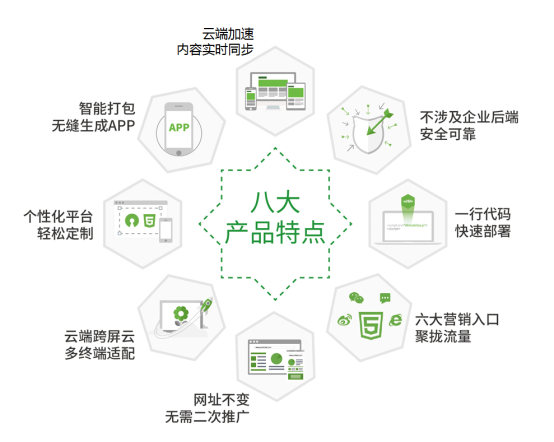 云端加速
内容实时同步
智能打包
无缝生成APP
APP
不涉及企业后端
安全可靠
八大
产品特点
个性化平台
轻松定制
一行代码
快速部署
云端跨屏云
多终端适配
六大营销入口
聚拢流量
网址不变
无需二次推广